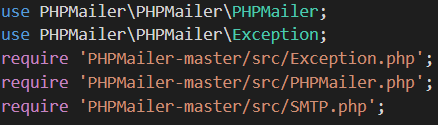 use PHPMailer\PHPMailer\PHPMailer;
use PHPMailer\PHPMailer\Exception;
require 'PHPMailer-master/src/Exception.php';
require 'PHPMailer-master/src/PHPMailer.php';
require 'PHPMailer-master/src/SMTP.php';